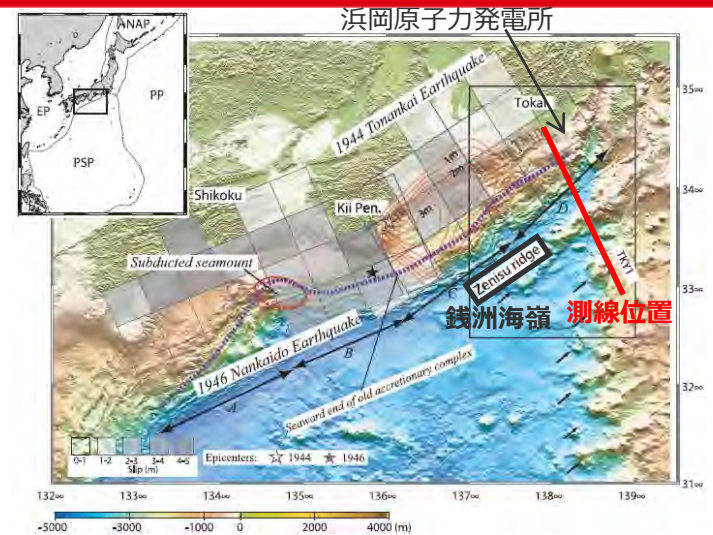 浜岡原子力発電所
NAP
EP
PP
PSP
1944 Tonankai Earthquake
Tokai
35∞
1m
2m
3m
Shikoku
Kii Pen.
34∞
D
Subducted seamount
TKY1
Zenisu ridge
C
33∞
銭洲海嶺
測線位置
1946 Nankaido Earthquake
B
A
Seaward end of old accretionary complex
32∞
0-1 1-2 2-3 3-4 4-5
Slip (m)
Epicenters: ☆ 1944 ★ 1946
31∞
132∞ 133∞ 134∞ 135∞ 136∞ 137∞ 138∞ 139∞
-5000 -3000 -1000 0 2000 4000 (m)